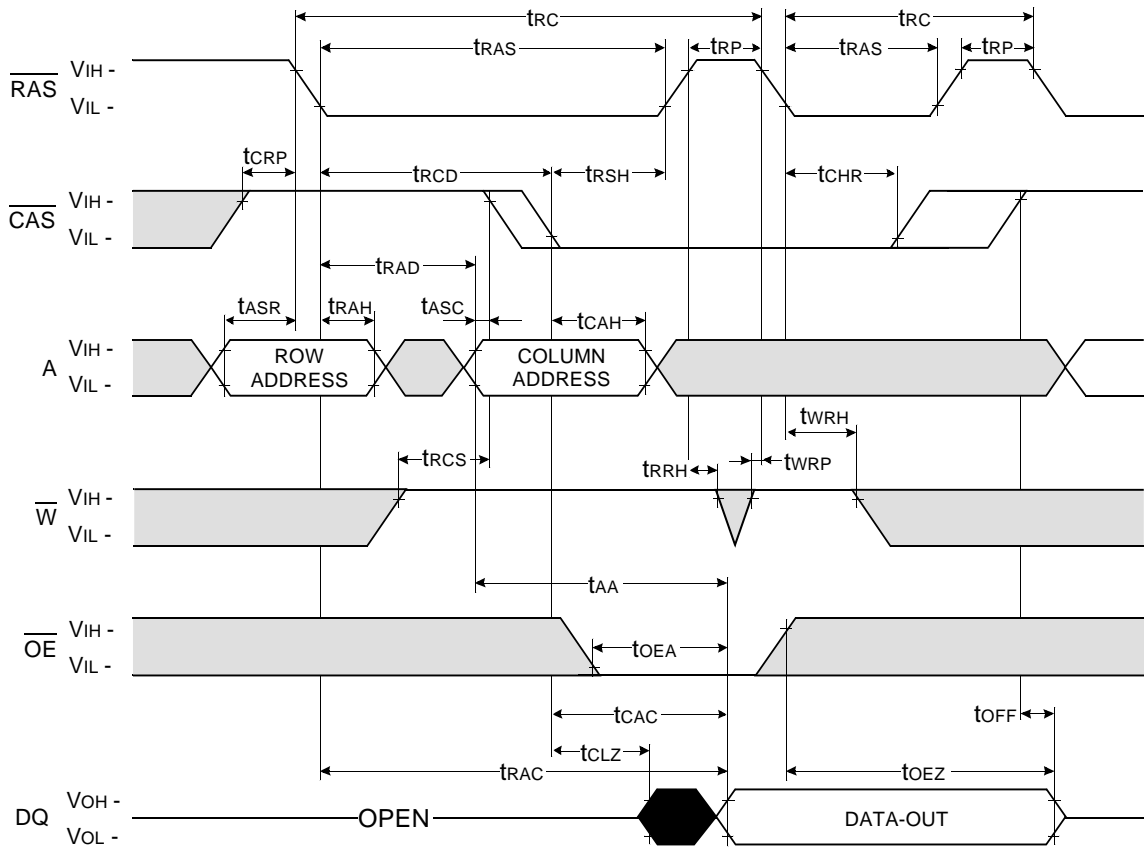 tRC tRC
tRAS tRP tRAS tRP
RAS VIH -
VIL -
tCRP tRCD tRSH tCHR
CAS VIH -
VIL -
tRAD
tASR tRAH tASC tCAH
A VIH -
VIL -
ROW ADDRESS
COLUMN ADDRESS
tWRH
tRCS tRRH tWRP
W VIH -
VIL -
tAA
OE VIH -
VIL -
tOEA
tCAC tOFF
tCLZ
tRAC tOEZ
DQ VOH -
VOL -
OPEN DATA-OUT